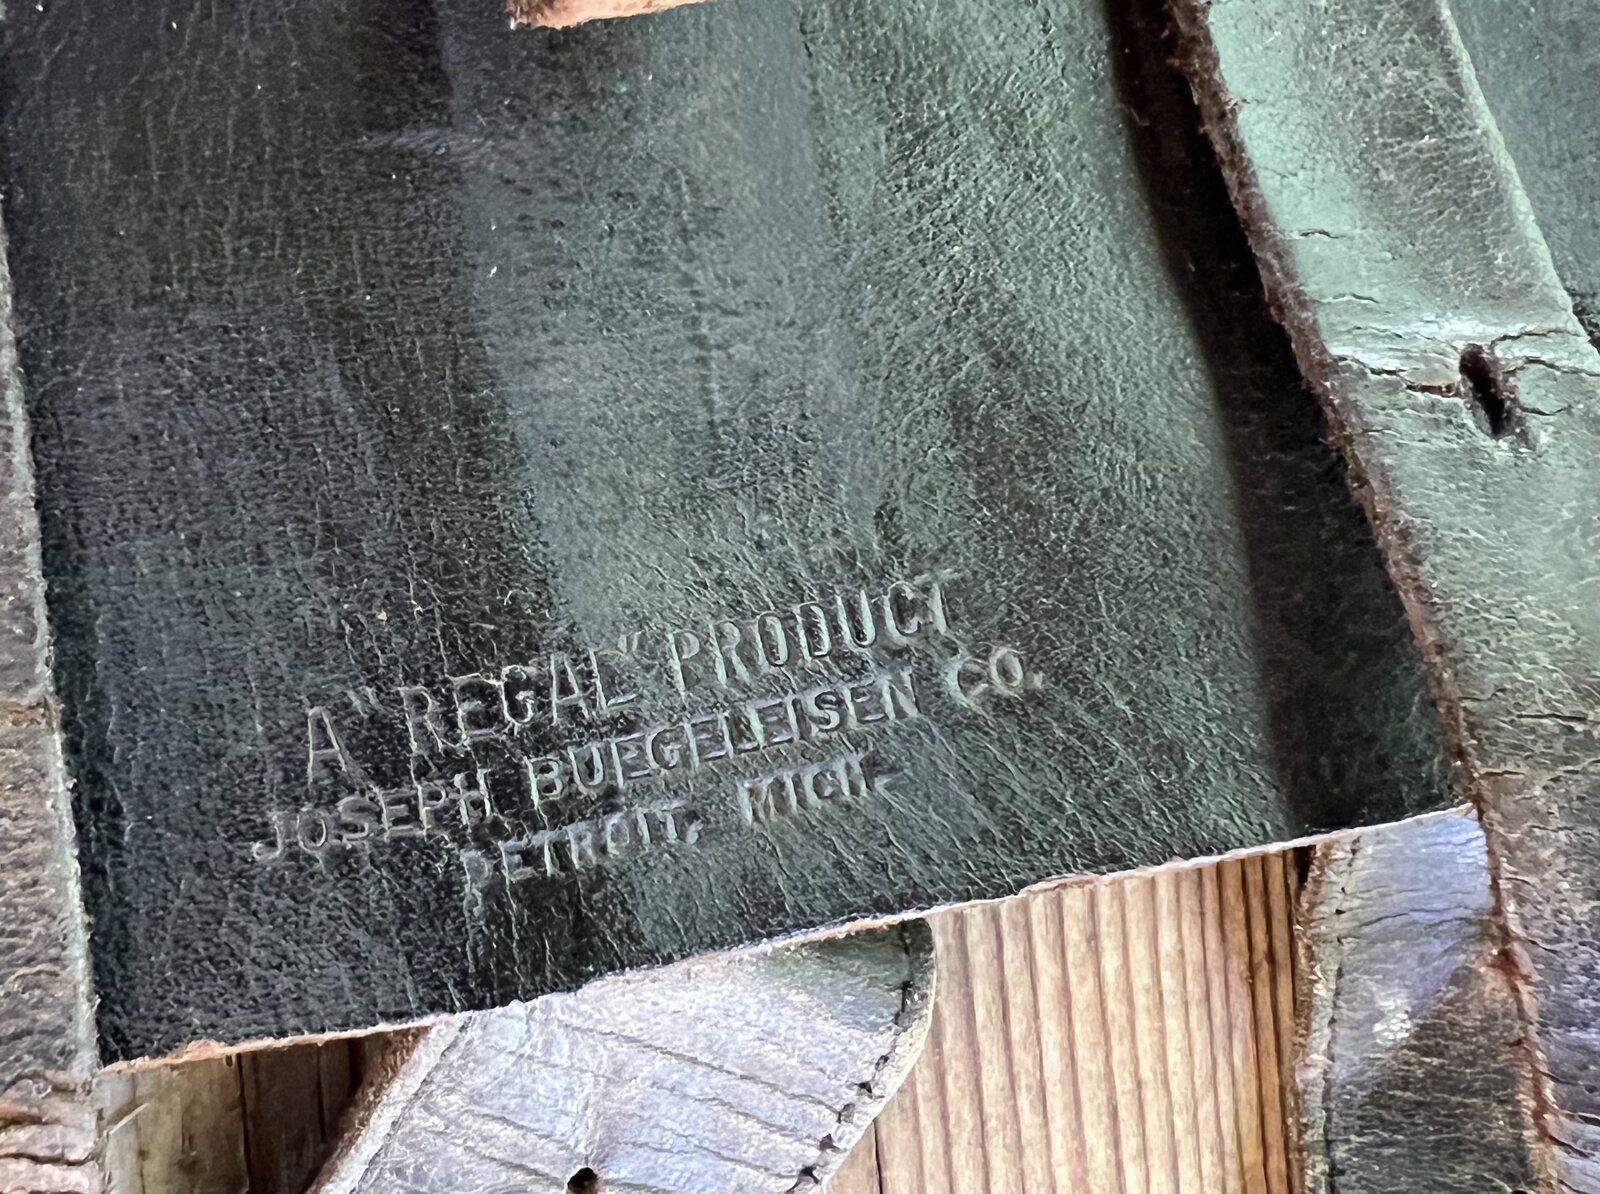 A "REGAL" PRODUCT
JOSEPH BUEGELEISEN CO.
DETROIT, MICH.